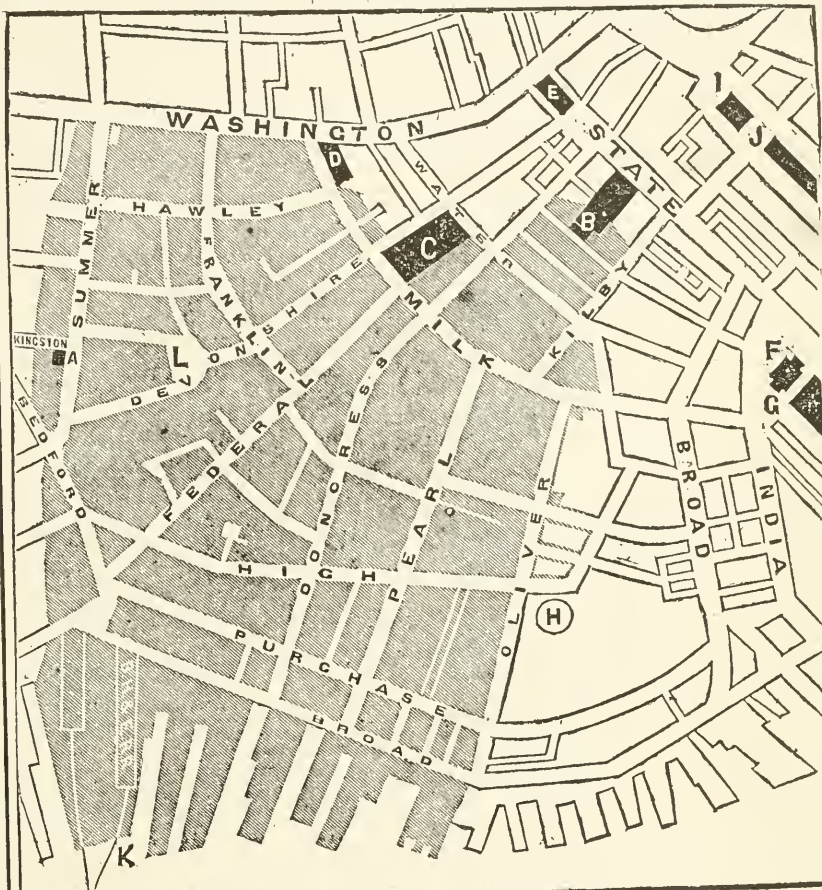 I
E
WASHINGTON
STATE
J
D
WATER
HAWLEY
B
SUMMER
C
FRANKLIN
DEVONSHIRE
MILK
KILBY
KINGSTON
A
L
F
G
BEDFORD
FEDERAL
CONGRESS
PEARL
OLIVER
BROAD
INDIA
HIGH
H
PURCHASE
BROAD
K